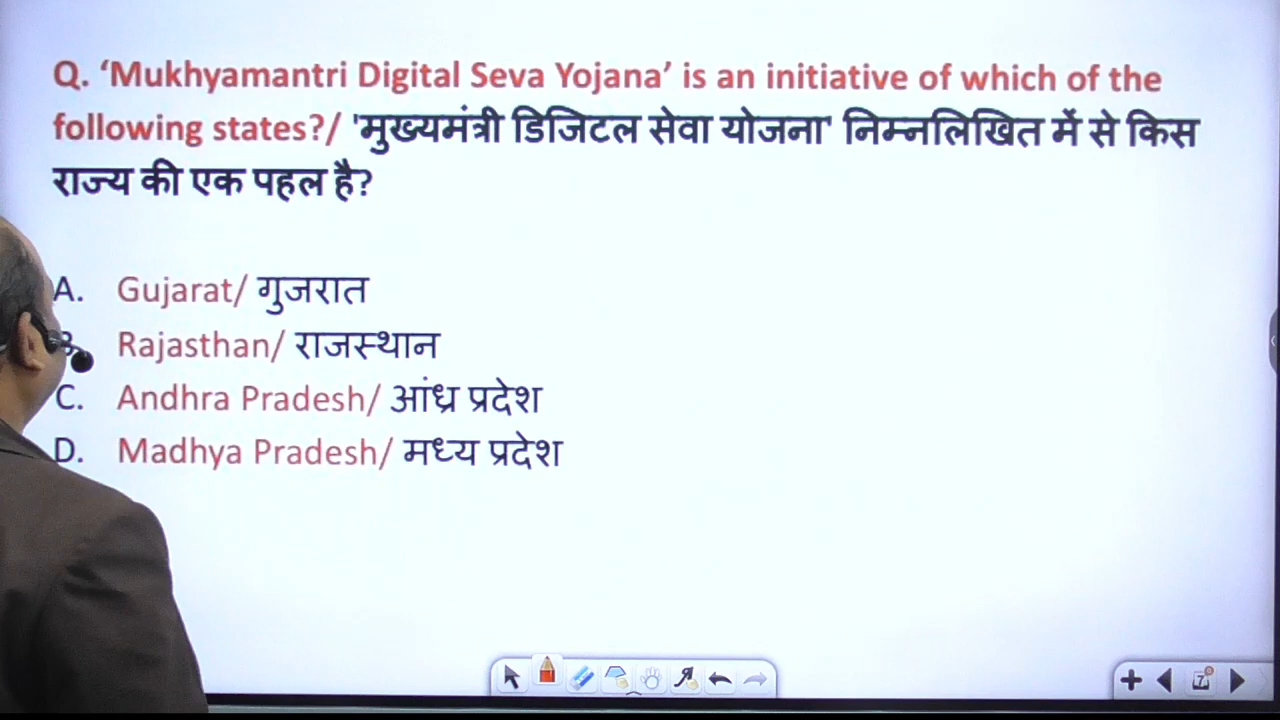 Q. ‘Mukhyamantri Digital Seva Yojana’ is an initiative of which of the
following states?/ 'मुख्यमंत्री डिजिटल सेवा योजना' निम्नलिखित में से किस
राज्य की एक पहल है?
A. Gujarat/ गुजरात
B. Rajasthan/ राजस्थान
C. Andhra Pradesh/ आंध्र प्रदेश
D. Madhya Pradesh/ मध्य प्रदेश
7